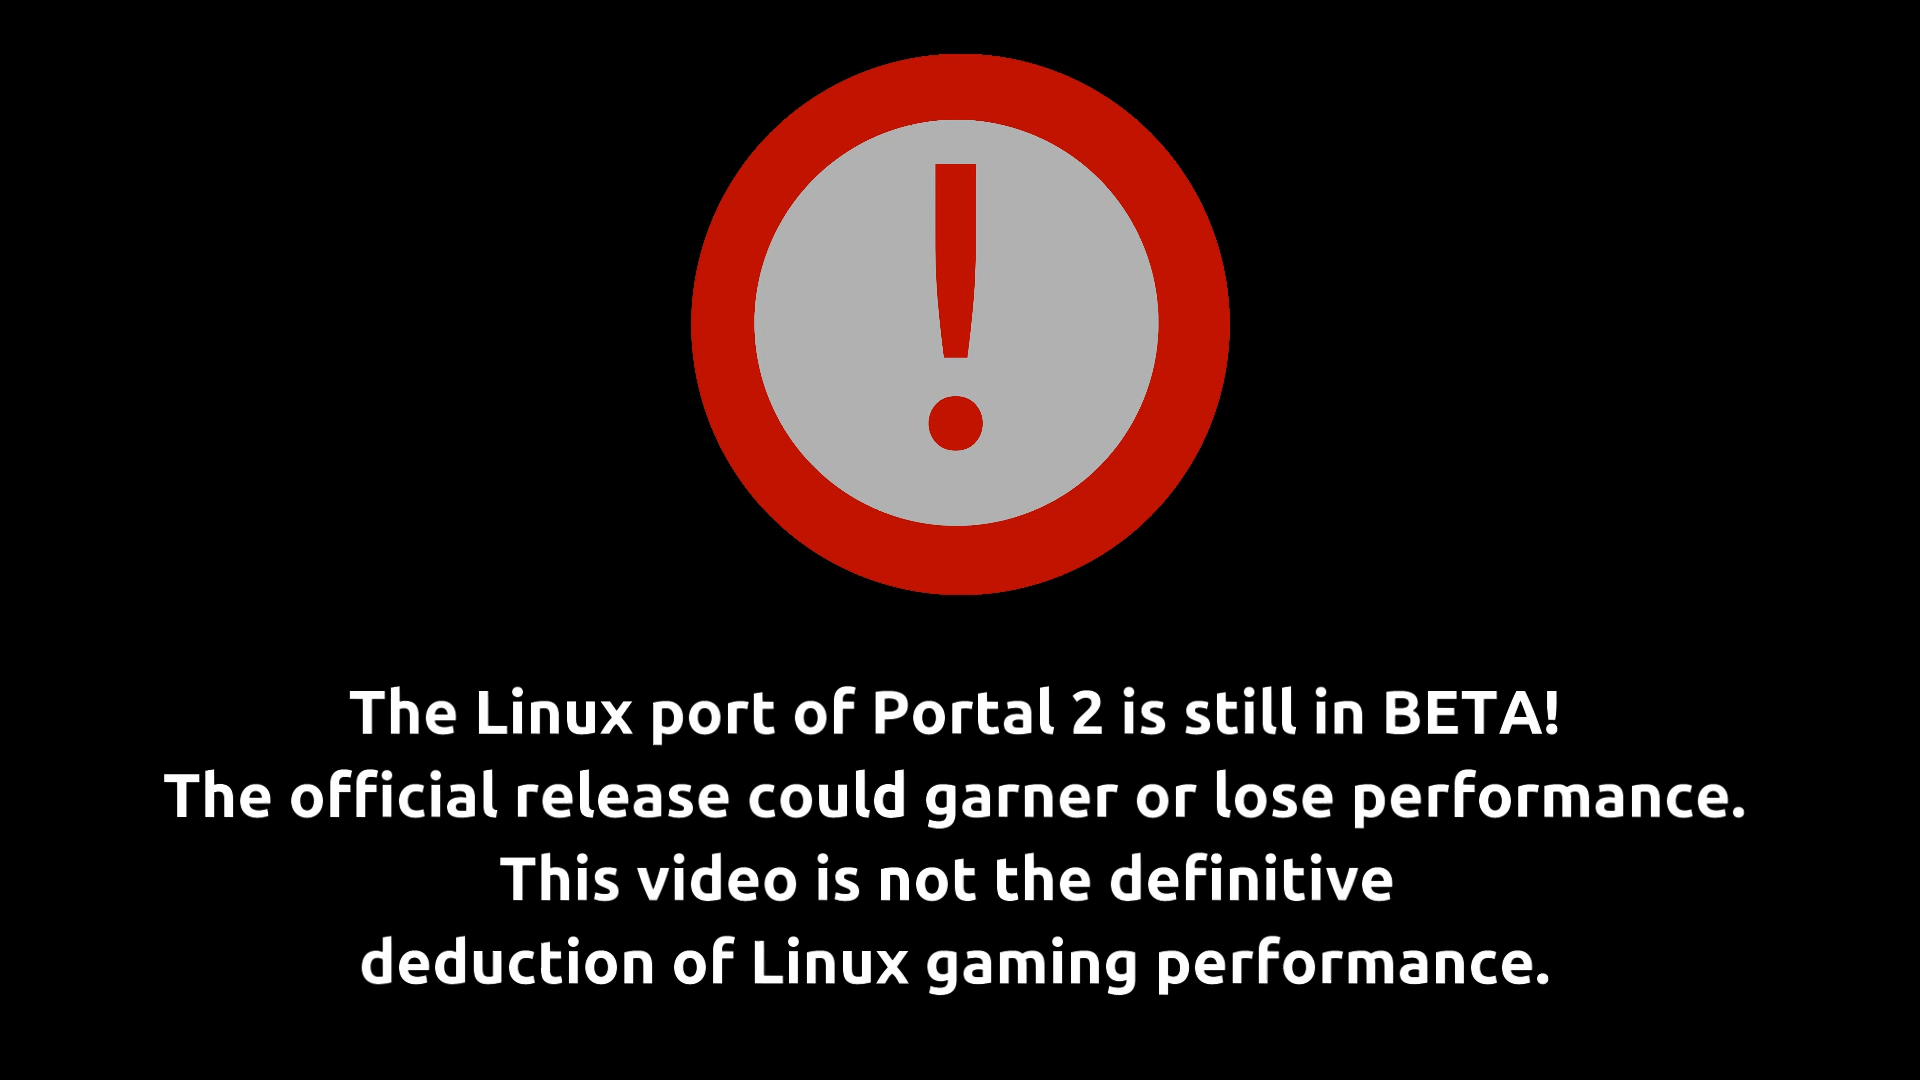 !
The Linux port of Portal 2 is still in BETA!
The official release could garner or lose performance.
This video is not the definitive
deduction of Linux gaming performance.